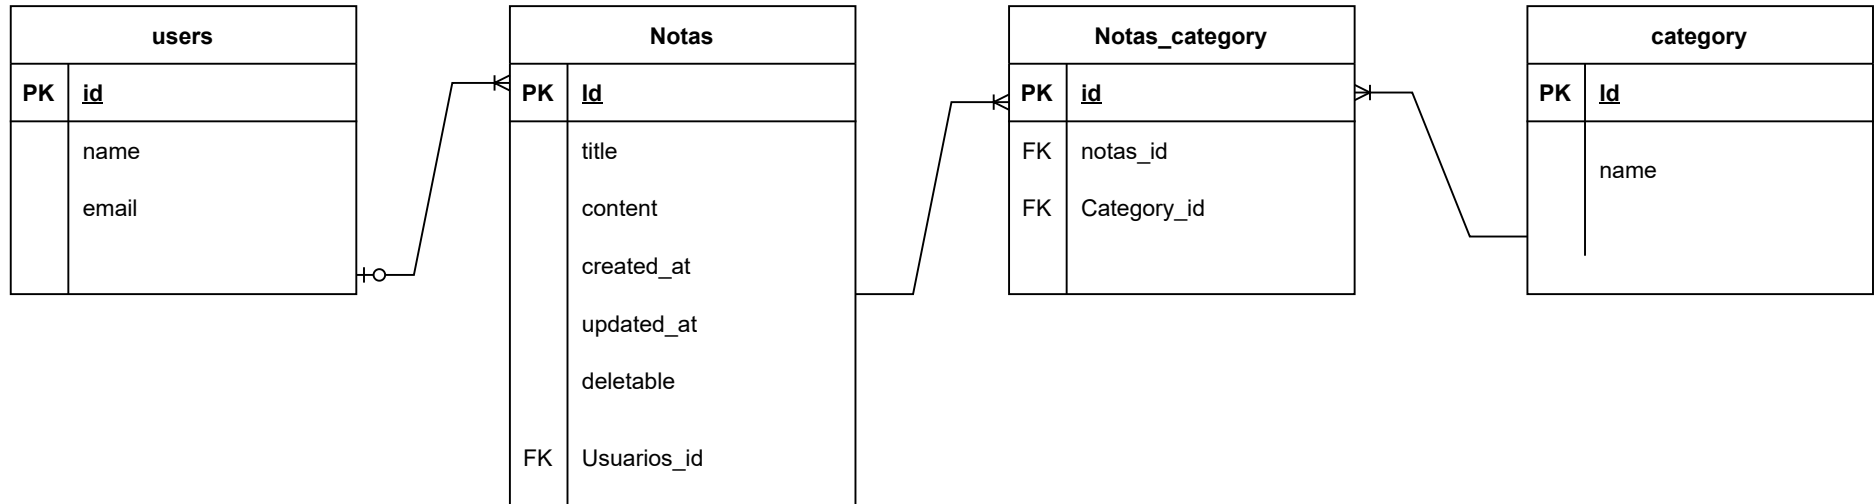 users
PK id
name
email
Notas
PK Id
title
content
created_at
updated_at
deletable
FK Usuarios_id
Notas_category
PK id
FK notas_id
FK Category_id
category
PK Id
name